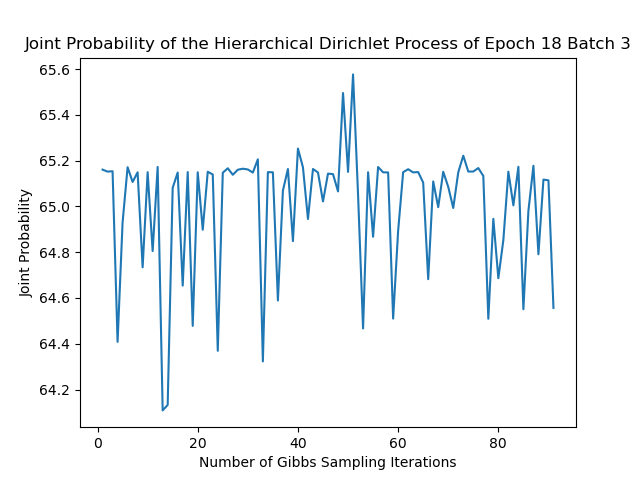 Joint Probability of the Hierarchical Dirichlet Process of Epoch 18 Batch 3
65.6
65.4
65.2
65.0
64.8
64.6
64.4
64.2
Joint Probability
0 20 40 60 80
Number of Gibbs Sampling Iterations